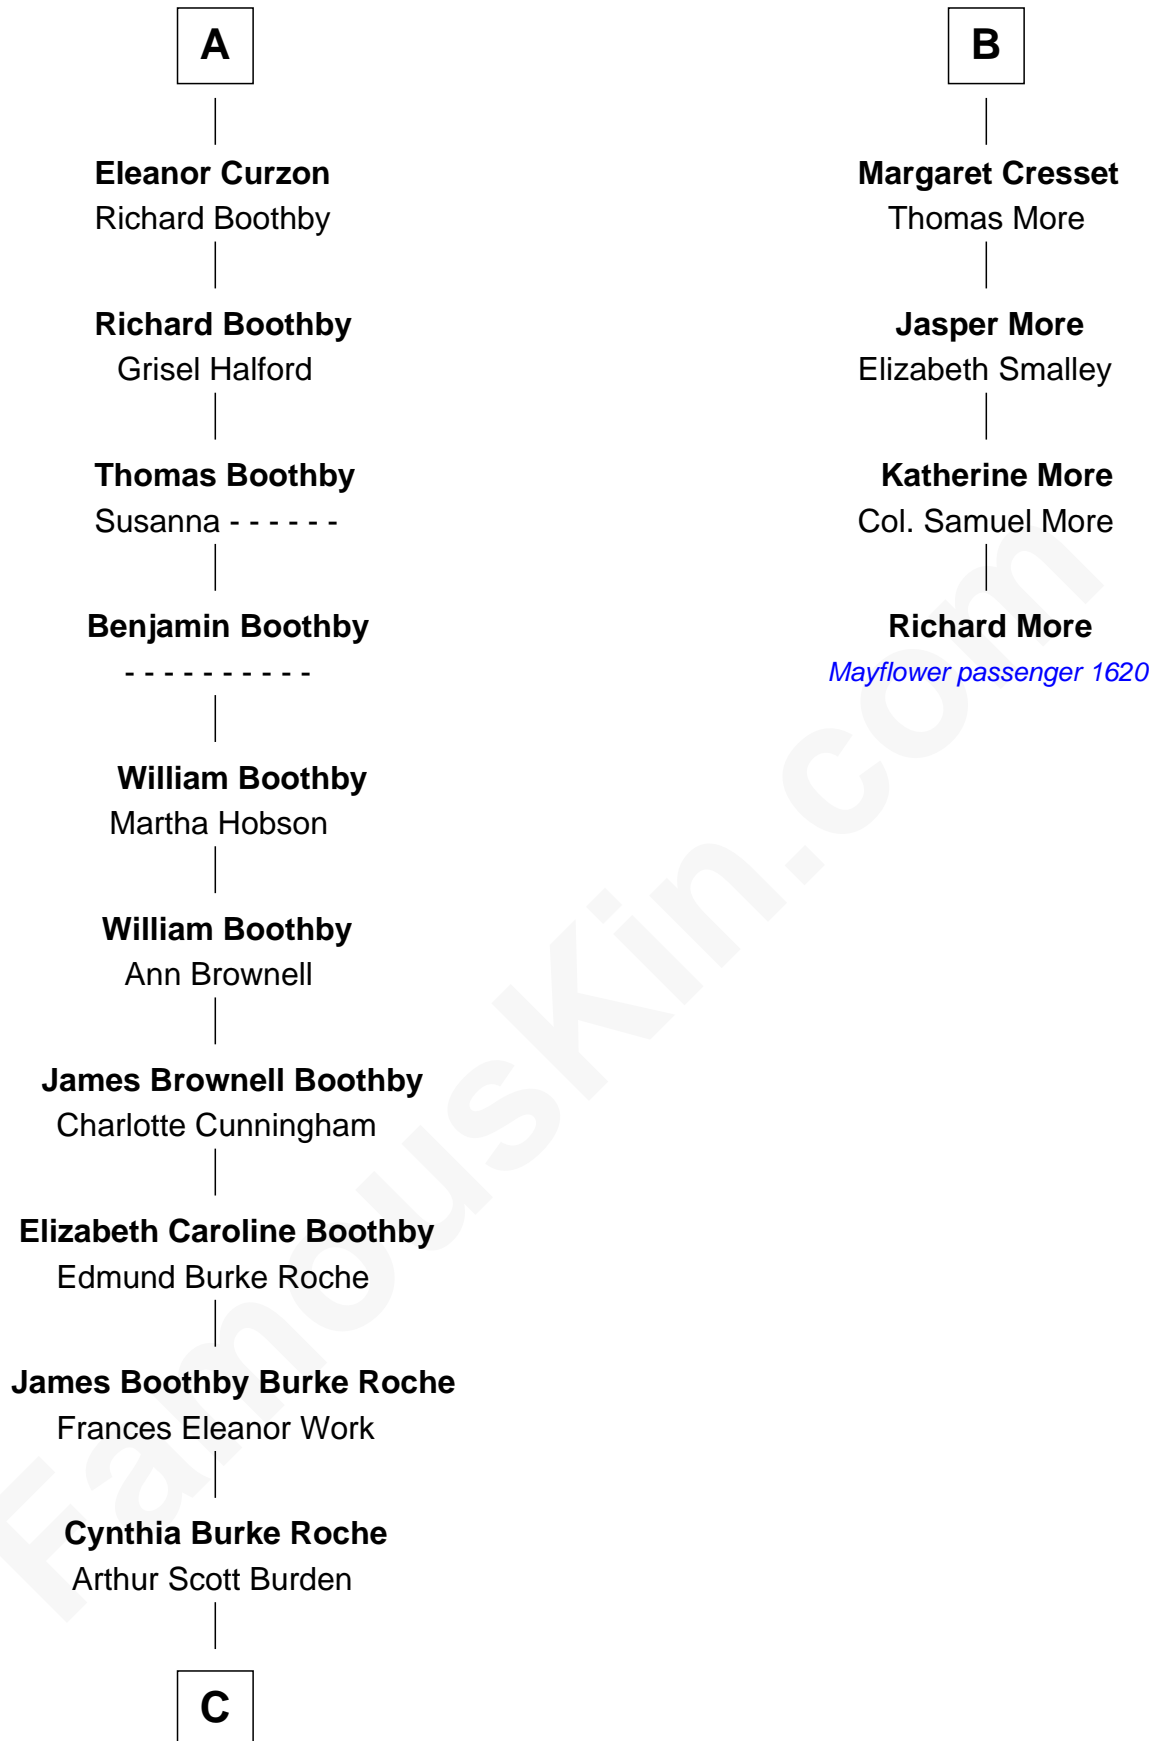 A
Eleanor Curzon
Richard Boothby
Richard Boothby
Grisel Halford
Thomas Boothby
Susanna - - - - - -
Benjamin Boothby
- - - - - - - - - -
William Boothby
Martha Hobson
William Boothby
Ann Brownell
James Brownell Boothby
Charlotte Cunningham
Elizabeth Caroline Boothby
Edmund Burke Roche
James Boothby Burke Roche
Frances Eleanor Work
Cynthia Burke Roche
Arthur Scott Burden
C
B
Margaret Cresset
Thomas More
Jasper More
Elizabeth Smalley
Katherine More
Col. Samuel More
Richard More
Mayflower passenger 1620
FamousKin.com